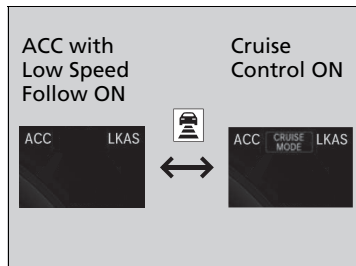 ACC with
Low Speed
Follow ON
Cruise
Control ON
ACC LKAS
ACC CRUISE MODE LKAS